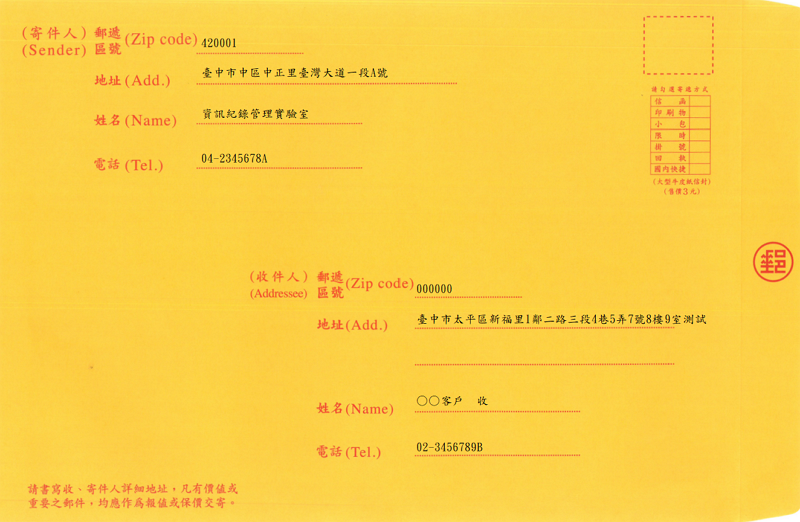 (寄件人) 郵遞區號 (Zip code) 420001
(Sender)
地址 (Add.) 臺中市中區中正里臺灣大道一段A號
姓名 (Name) 資訊紀錄管理實驗室
電話 (Tel.) 04-2345678A
請勾選寄遞方式
信函
印刷物
小包
限時
掛號
回執
國內快捷
(大型牛皮紙信封)
(售價3元)
郵
(收件人) 郵遞區號 (Zip code) 000000
(Addressee)
地址 (Add.) 臺中市太平區新福里1鄰二路三段4巷5弄7號8樓9室測試
姓名 (Name) ○○客戶 收
電話 (Tel.) 02-3456789B
請書寫收、寄件人詳細地址,凡有價值或
重要之郵件,均應作為報值或保價交寄。